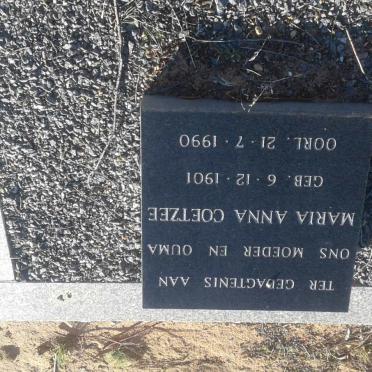 TER GEDAGTENIS AAN
ONS MOEDER EN OUMA
MARIA ANNA COETZEE
GEB. 6·12·1901
OORL. 21·7·1990